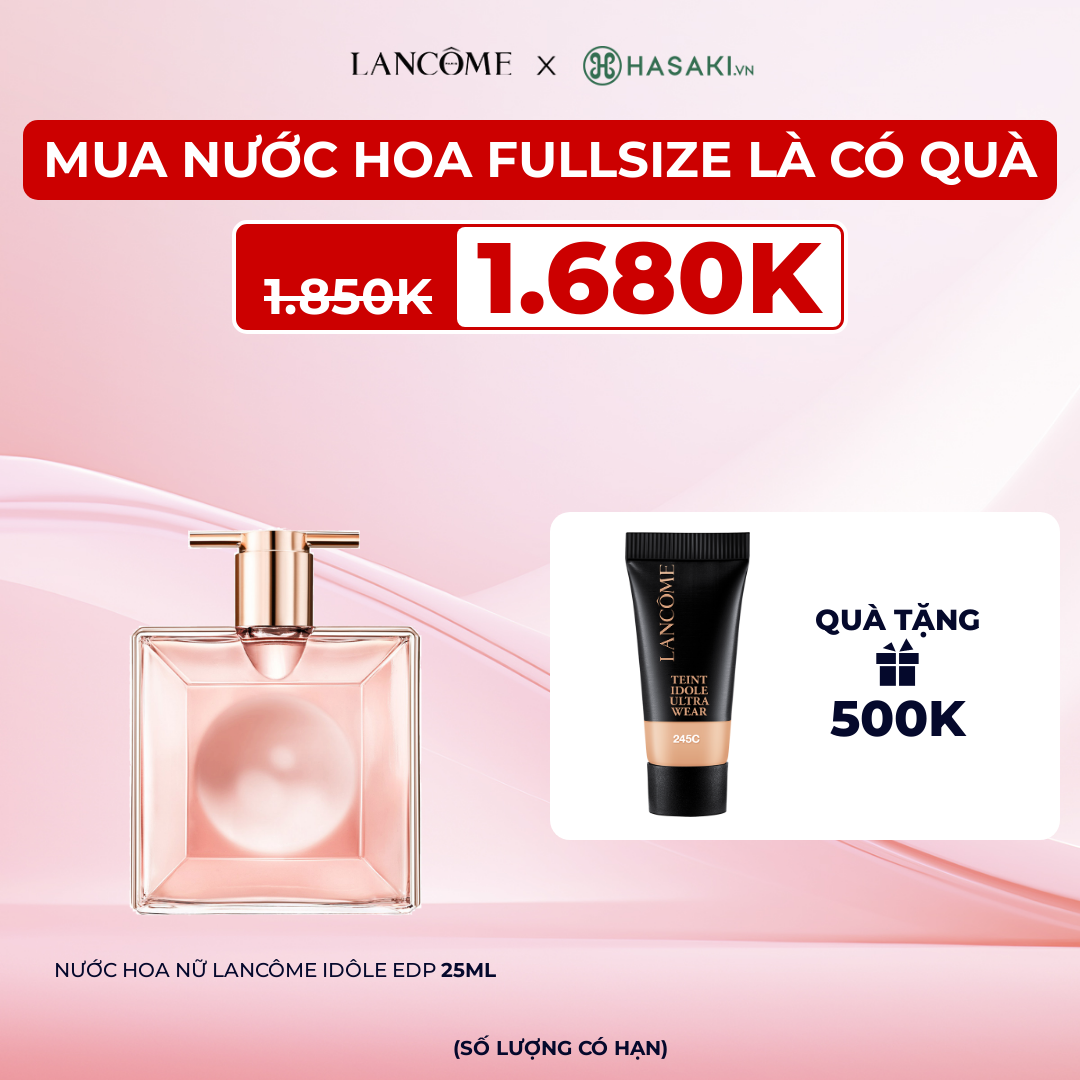 LANCÔME PARIS X HASAKI.VN
MUA NƯỚC HOA FULLSIZE LÀ CÓ QUÀ
1.850K 1.680K
LANCÔME
TEINT
IDOLE
ULTRA
WEAR
245C
QUÀ TẶNG
500K
NƯỚC HOA NỮ LANCÔME IDÔLE EDP 25ML
(SỐ LƯỢNG CÓ HẠN)